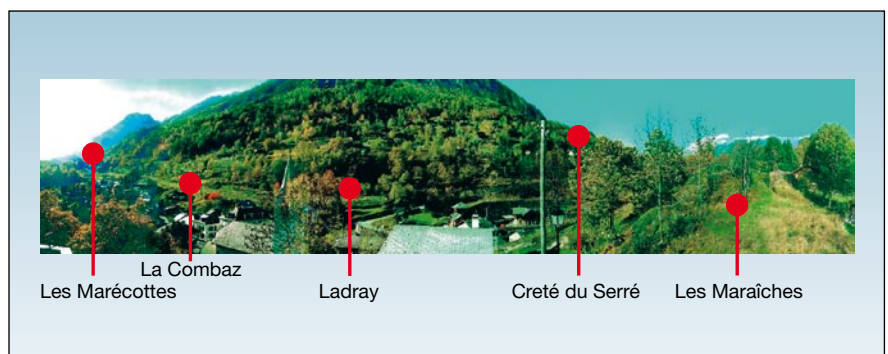 La Combaz
Les Marécottes
Ladray
Creté du Serré
Les Maraîches